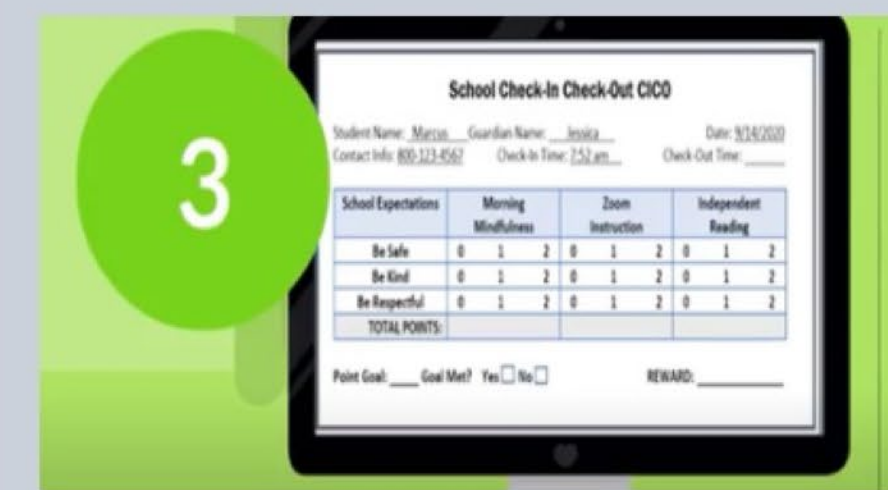 3
School Check-In Check-Out CICO
Student Name: Marcus Guardian Name: Jessica Date: 9/14/2020
Contact Info: 800-123-4567 Check-In Time: 7:52 am Check-Out Time: ______
School Expectations Morning Mindfulness Zoom Instruction Independent Reading
Be Safe 0 1 2 0 1 2 0 1 2
Be Kind 0 1 2 0 1 2 0 1 2
Be Respectful 0 1 2 0 1 2 0 1 2
TOTAL POINTS:
Point Goal: ____ Goal Met? Yes No REWARD: ____________